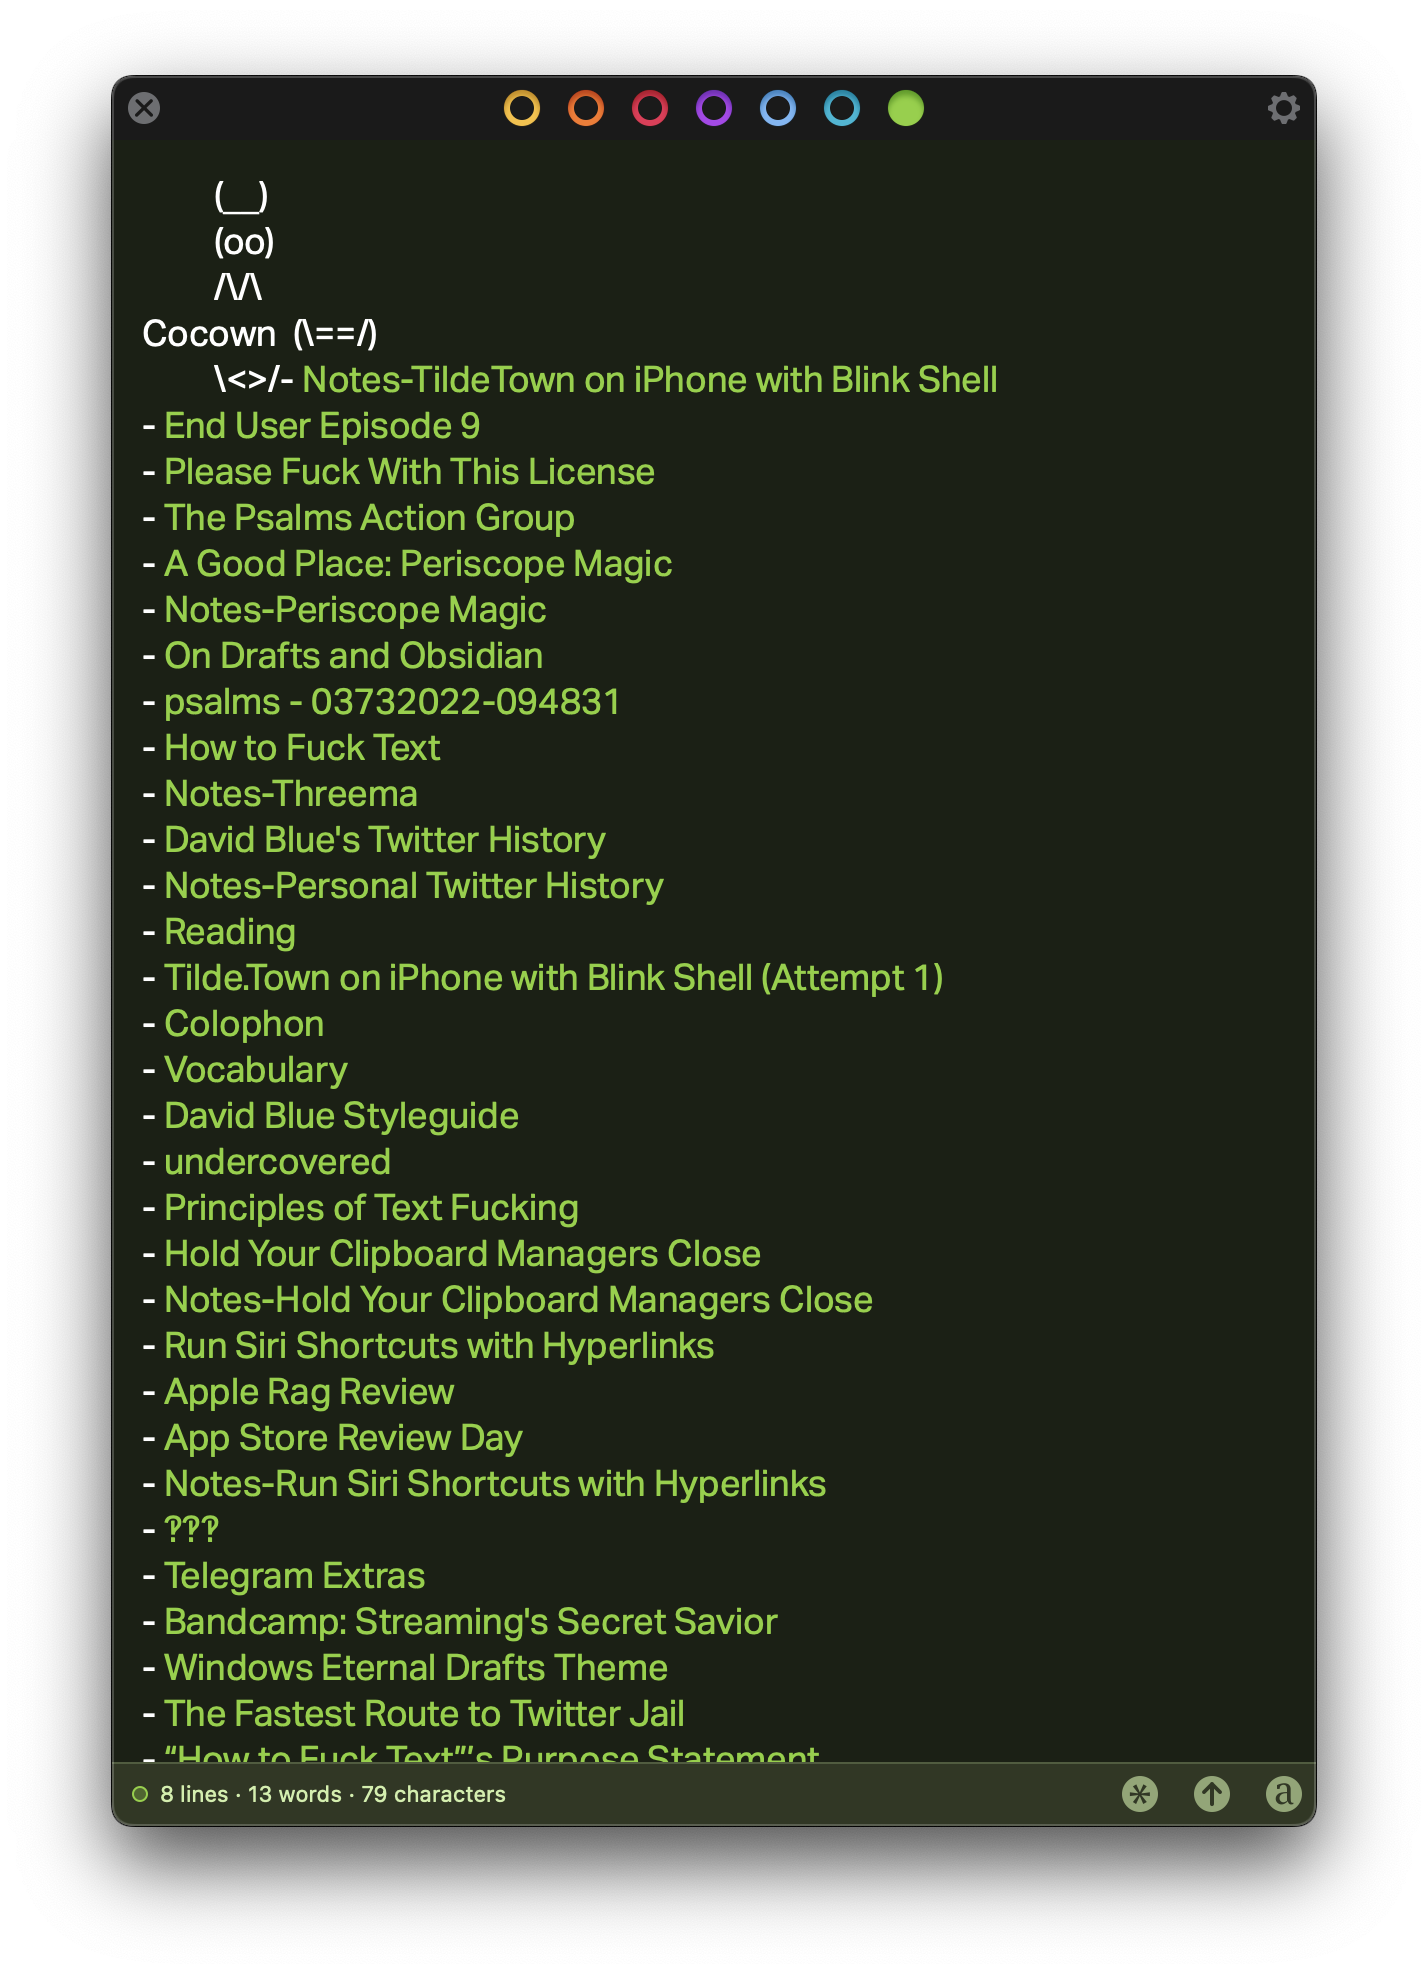 (__)
(oo)
/\/\
Cocown (\==/)
\<>/- Notes-TildeTown on iPhone with Blink Shell
- End User Episode 9
- Please Fuck With This License
- The Psalms Action Group
- A Good Place: Periscope Magic
- Notes-Periscope Magic
- On Drafts and Obsidian
- psalms - 03732022-094831
- How to Fuck Text
- Notes-Threema
- David Blue's Twitter History
- Notes-Personal Twitter History
- Reading
- Tilde.Town on iPhone with Blink Shell (Attempt 1)
- Colophon
- Vocabulary
- David Blue Styleguide
- undercovered
- Principles of Text Fucking
- Hold Your Clipboard Managers Close
- Notes-Hold Your Clipboard Managers Close
- Run Siri Shortcuts with Hyperlinks
- Apple Rag Review
- App Store Review Day
- Notes-Run Siri Shortcuts with Hyperlinks
- ‽‽‽
- Telegram Extras
- Bandcamp: Streaming's Secret Savior
- Windows Eternal Drafts Theme
- The Fastest Route to Twitter Jail
- “How to Fuck Text”’s Purpose Statement
8 lines · 13 words · 79 characters
a